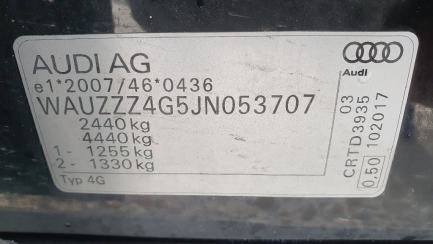 AUDI AG
e1*2007/46*0436
WAUZZZ4G5JN053707
2440 kg
4440 kg
1 - 1255 kg
2 - 1330 kg
Typ 4G
Audi
03
CRTD3935
0,50 102017